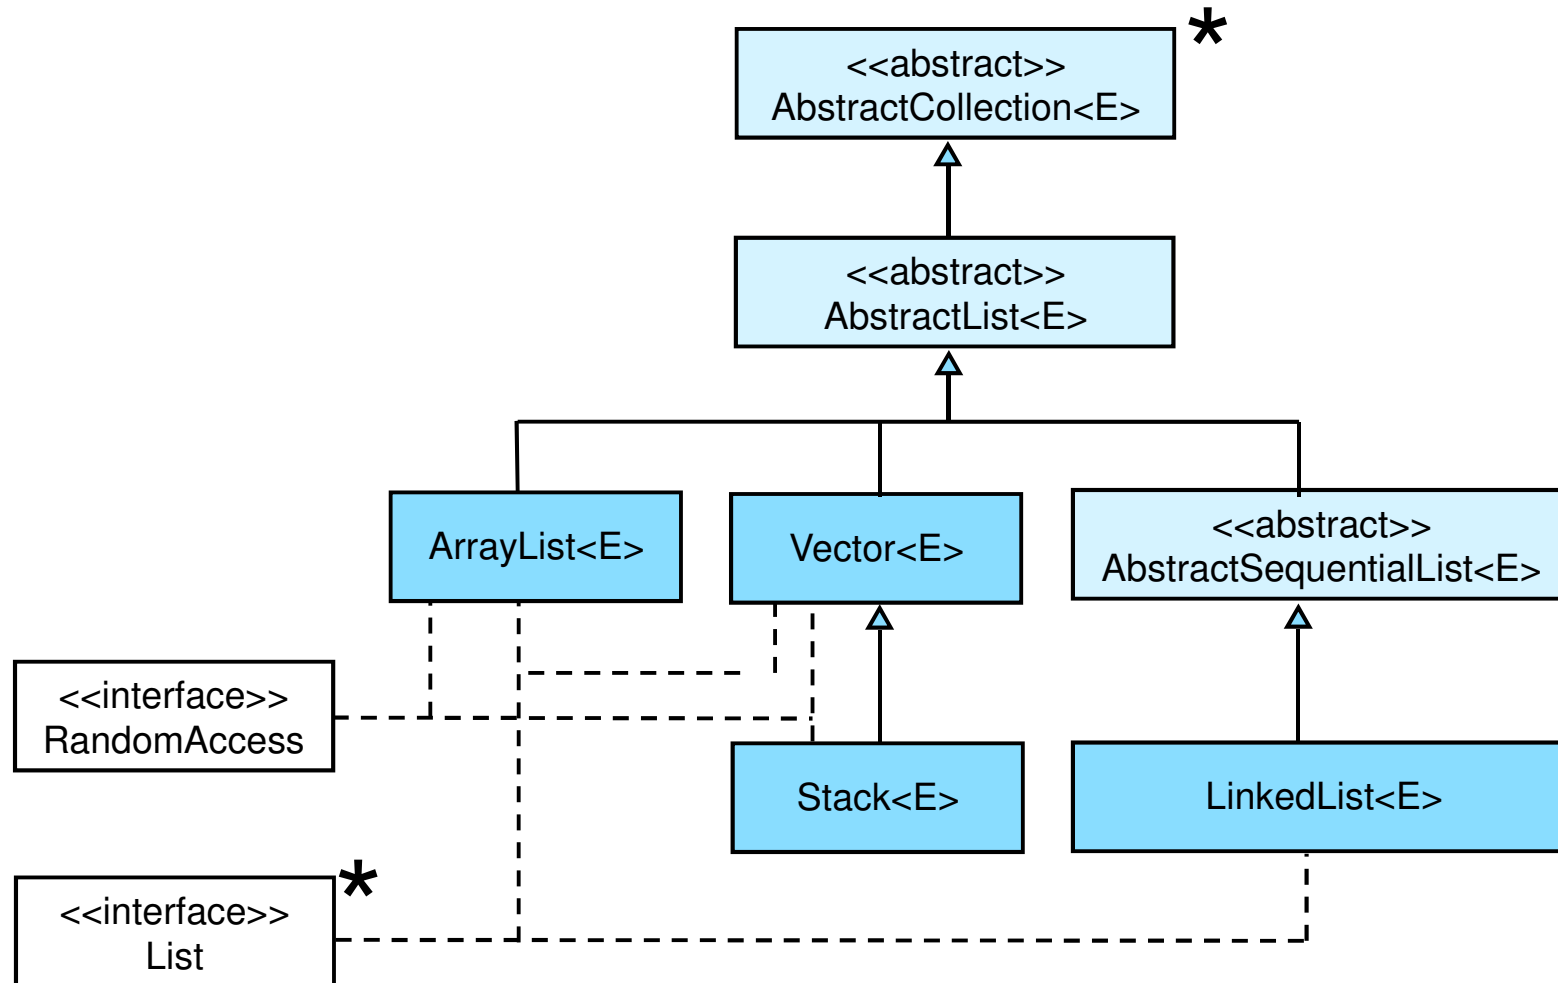 *
<<abstract>>
AbstractCollection<E>
<<abstract>>
AbstractList<E>
ArrayList<E>
Vector<E>
<<abstract>>
AbstractSequentialList<E>
<<interface>>
RandomAccess
Stack<E>
LinkedList<E>
*
<<interface>>
List